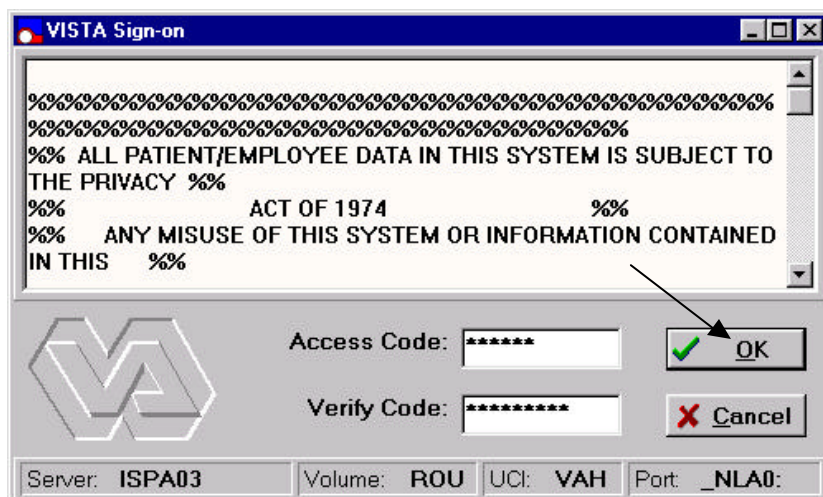 VISTA Sign-on
%%%%%%%%%%%%%%%%%%%%%%%%%%%%%%%%%%%%%%%%%%%
%%%%%%%%%%%%%%%%%%%%%%%%%%%%%%%%%%%
%% ALL PATIENT/EMPLOYEE DATA IN THIS SYSTEM IS SUBJECT TO
THE PRIVACY %%
%% ACT OF 1974 %%
%% ANY MISUSE OF THIS SYSTEM OR INFORMATION CONTAINED
IN THIS %%
Access Code: ****** OK
Verify Code: ********* Cancel
Server: ISPA03 Volume: ROU UCI: VAH Port: _NLA0: